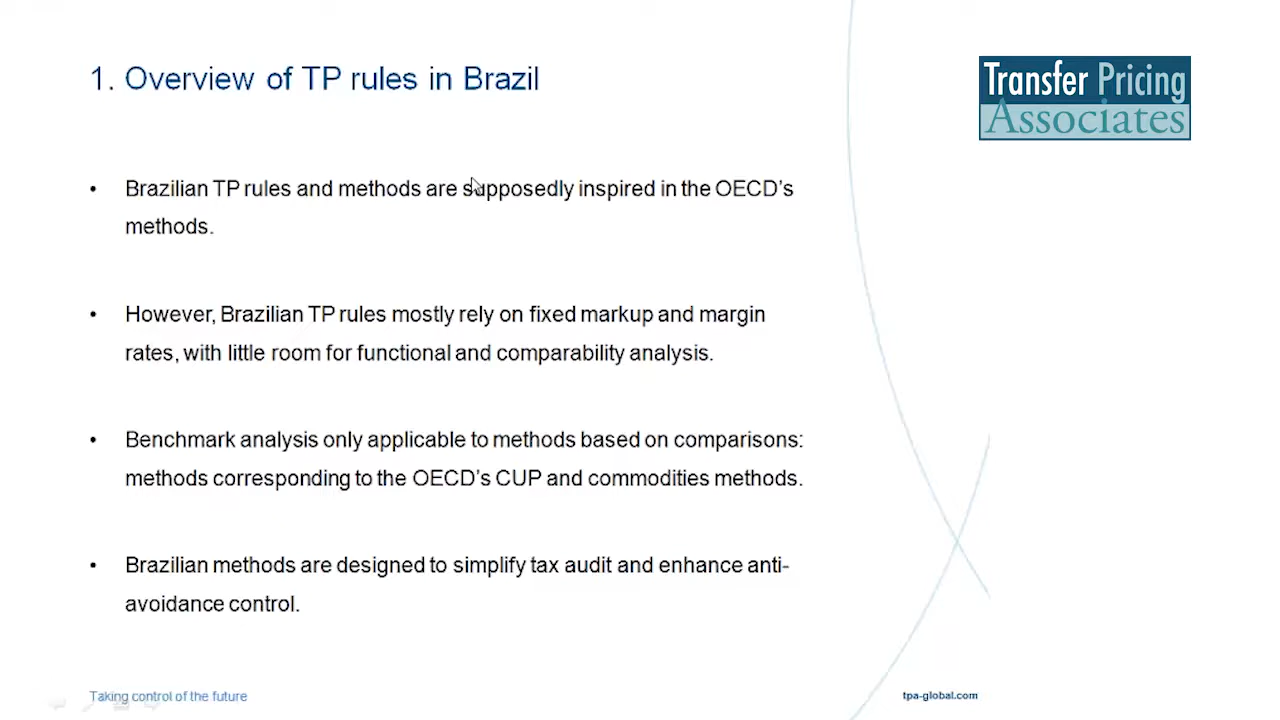 1. Overview of TP rules in Brazil
Transfer Pricing
Associates
• Brazilian TP rules and methods are supposedly inspired in the OECD's
methods.
• However, Brazilian TP rules mostly rely on fixed markup and margin
rates, with little room for functional and comparability analysis.
• Benchmark analysis only applicable to methods based on comparisons:
methods corresponding to the OECD's CUP and commodities methods.
• Brazilian methods are designed to simplify tax audit and enhance anti-
avoidance control.
Taking control of the future
tpa-global.com